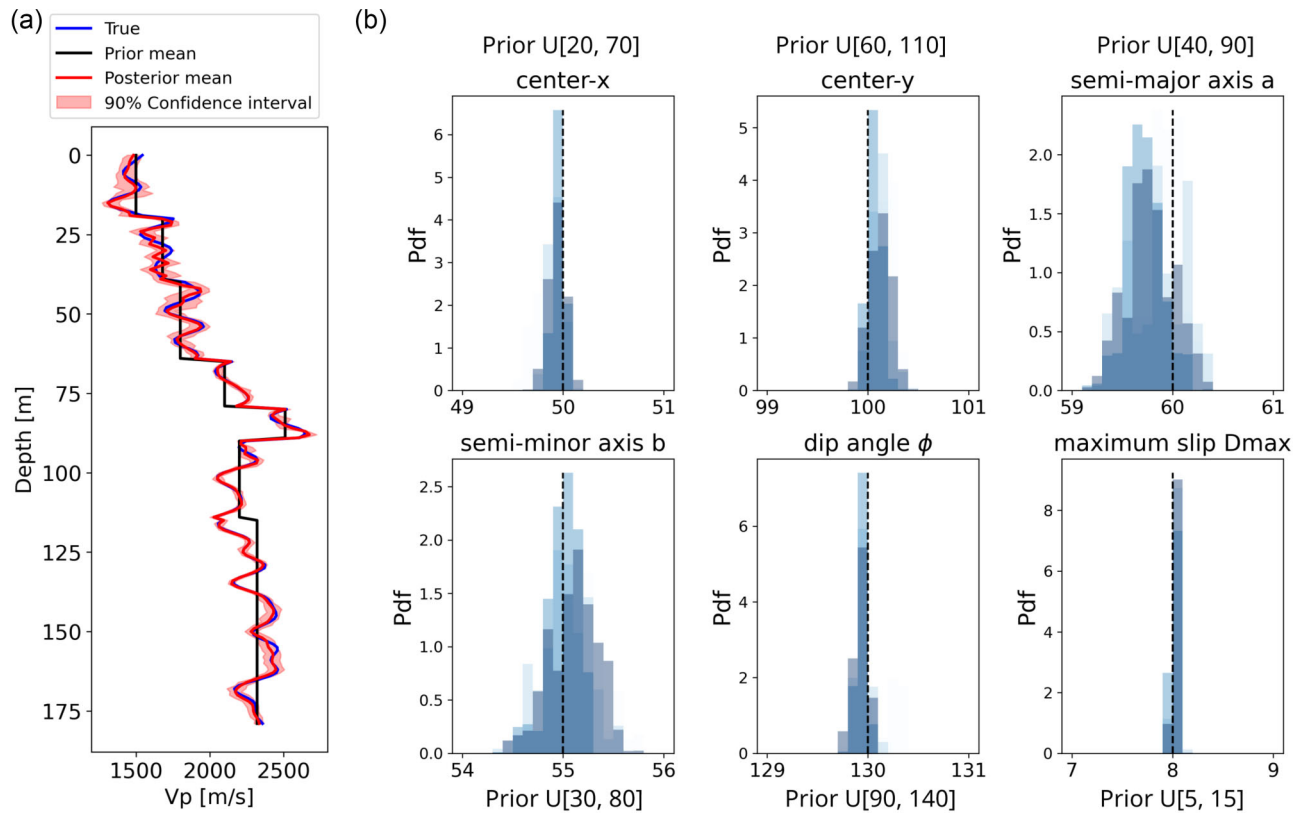 (a)
True
Prior mean
Posterior mean
90% Confidence interval
0
25
50
75
100
125
150
175
Depth [m]
1500 2000 2500
Vp [m/s]
(b)
Prior U[20, 70]
center-x
Pdf
6
5
4
3
2
1
0
49 50 51
Prior U[60, 110]
center-y
Pdf
5
4
3
2
1
0
99 100 101
Prior U[40, 90]
semi-major axis a
Pdf
2.0
1.5
1.0
0.5
0.0
59 60 61
semi-minor axis b
Pdf
2.5
2.0
1.5
1.0
0.5
0.0
54 55 56
Prior U[30, 80]
dip angle ϕ
Pdf
6
4
2
0
129 130 131
Prior U[90, 140]
maximum slip Dmax
Pdf
8
6
4
2
0
7 8 9
Prior U[5, 15]